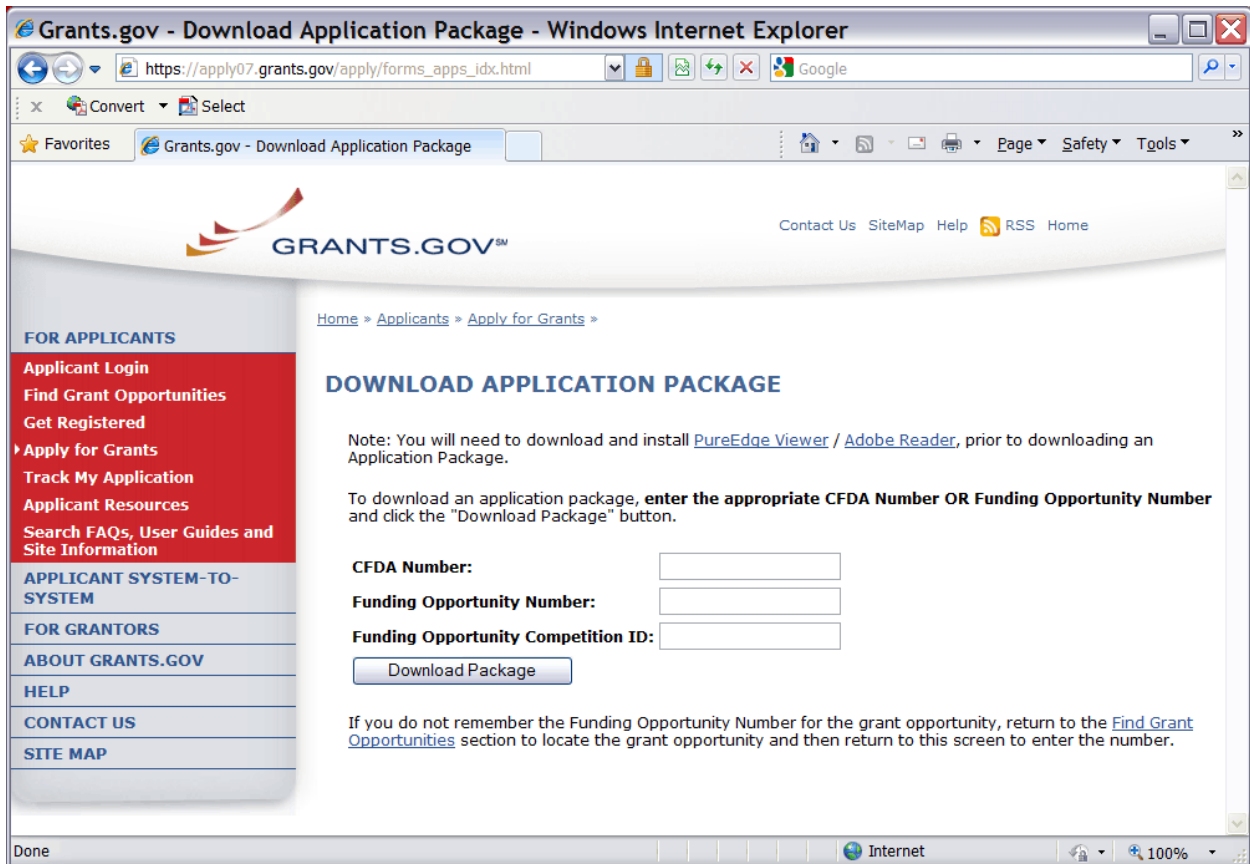 Grants.gov - Download Application Package - Windows Internet Explorer
https://apply07.grants.gov/apply/forms_apps_idx.html
Google
x Convert Select
Favorites
Grants.gov - Download Application Package
Page Safety Tools »
GRANTS.GOV℠
Contact Us SiteMap Help RSS Home
FOR APPLICANTS
Applicant Login
Find Grant Opportunities
Get Registered
Apply for Grants
Track My Application
Applicant Resources
Search FAQs, User Guides and
Site Information
APPLICANT SYSTEM-TO-
SYSTEM
FOR GRANTORS
ABOUT GRANTS.GOV
HELP
CONTACT US
SITE MAP
Home » Applicants » Apply for Grants »
DOWNLOAD APPLICATION PACKAGE
Note: You will need to download and install PureEdge Viewer / Adobe Reader, prior to downloading an
Application Package.
To download an application package, enter the appropriate CFDA Number OR Funding Opportunity Number
and click the "Download Package" button.
CFDA Number:
Funding Opportunity Number:
Funding Opportunity Competition ID:
Download Package
If you do not remember the Funding Opportunity Number for the grant opportunity, return to the Find Grant
Opportunities section to locate the grant opportunity and then return to this screen to enter the number.
Done
Internet
100%